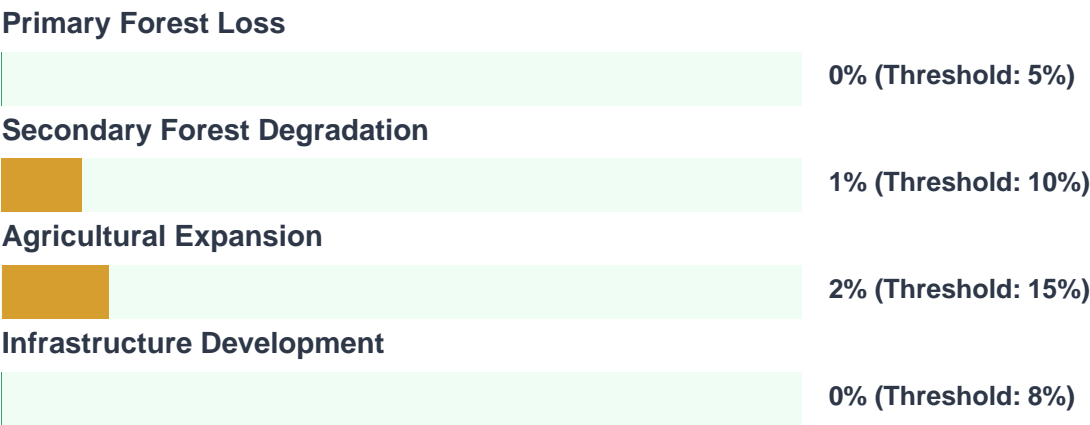 Primary Forest Loss
0% (Threshold: 5%)
Secondary Forest Degradation
1% (Threshold: 10%)
Agricultural Expansion
2% (Threshold: 15%)
Infrastructure Development
0% (Threshold: 8%)